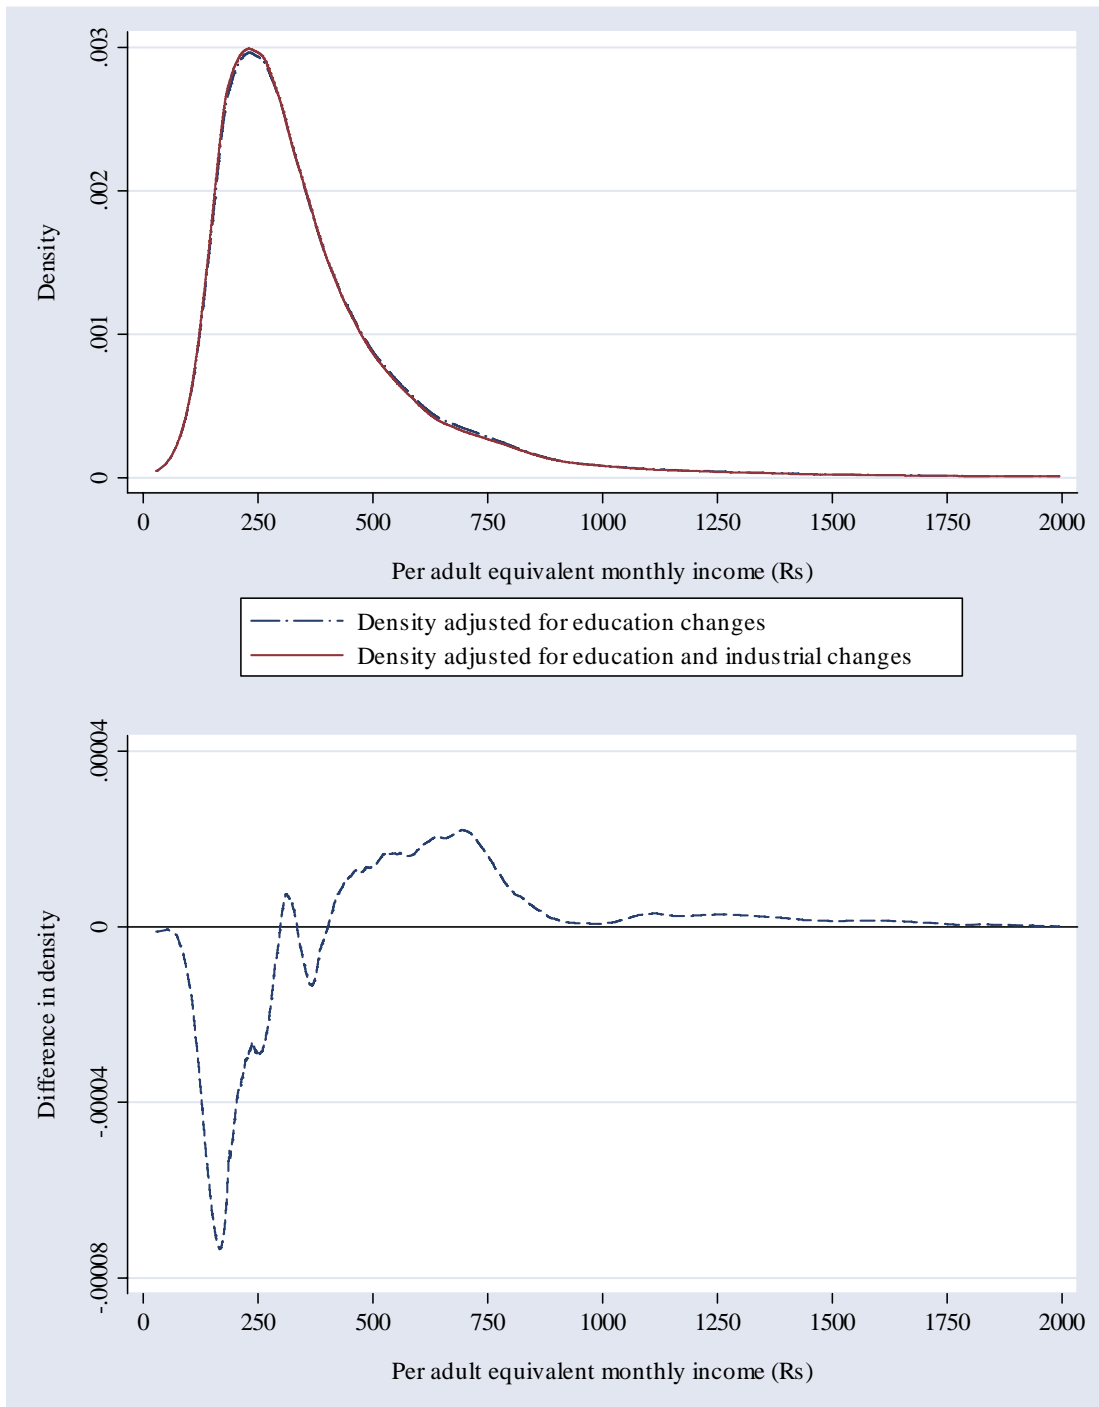 .003
.002
.001
0
Density
0 250 500 750 1000 1250 1500 1750 2000
Per adult equivalent monthly income (Rs)
Density adjusted for education changes
Density adjusted for education and industrial changes
.00004
0
-.00004
-.00008
Difference in density
0 250 500 750 1000 1250 1500 1750 2000
Per adult equivalent monthly income (Rs)